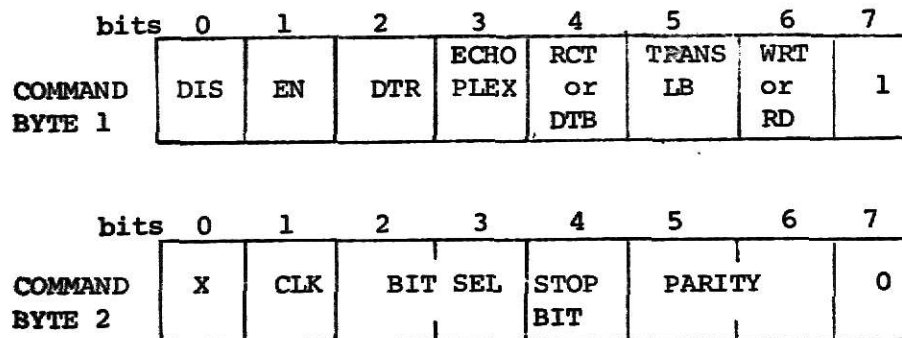 bits 0 1 2 3 4 5 6 7
ECHO RCT TRANS WRT
COMMAND DIS EN DTR PLEX or LB or 1
BYTE 1 DTB RD
bits 0 1 2 3 4 5 6 7
COMMAND X CLK BIT SEL STOP PARITY 0
BYTE 2 BIT